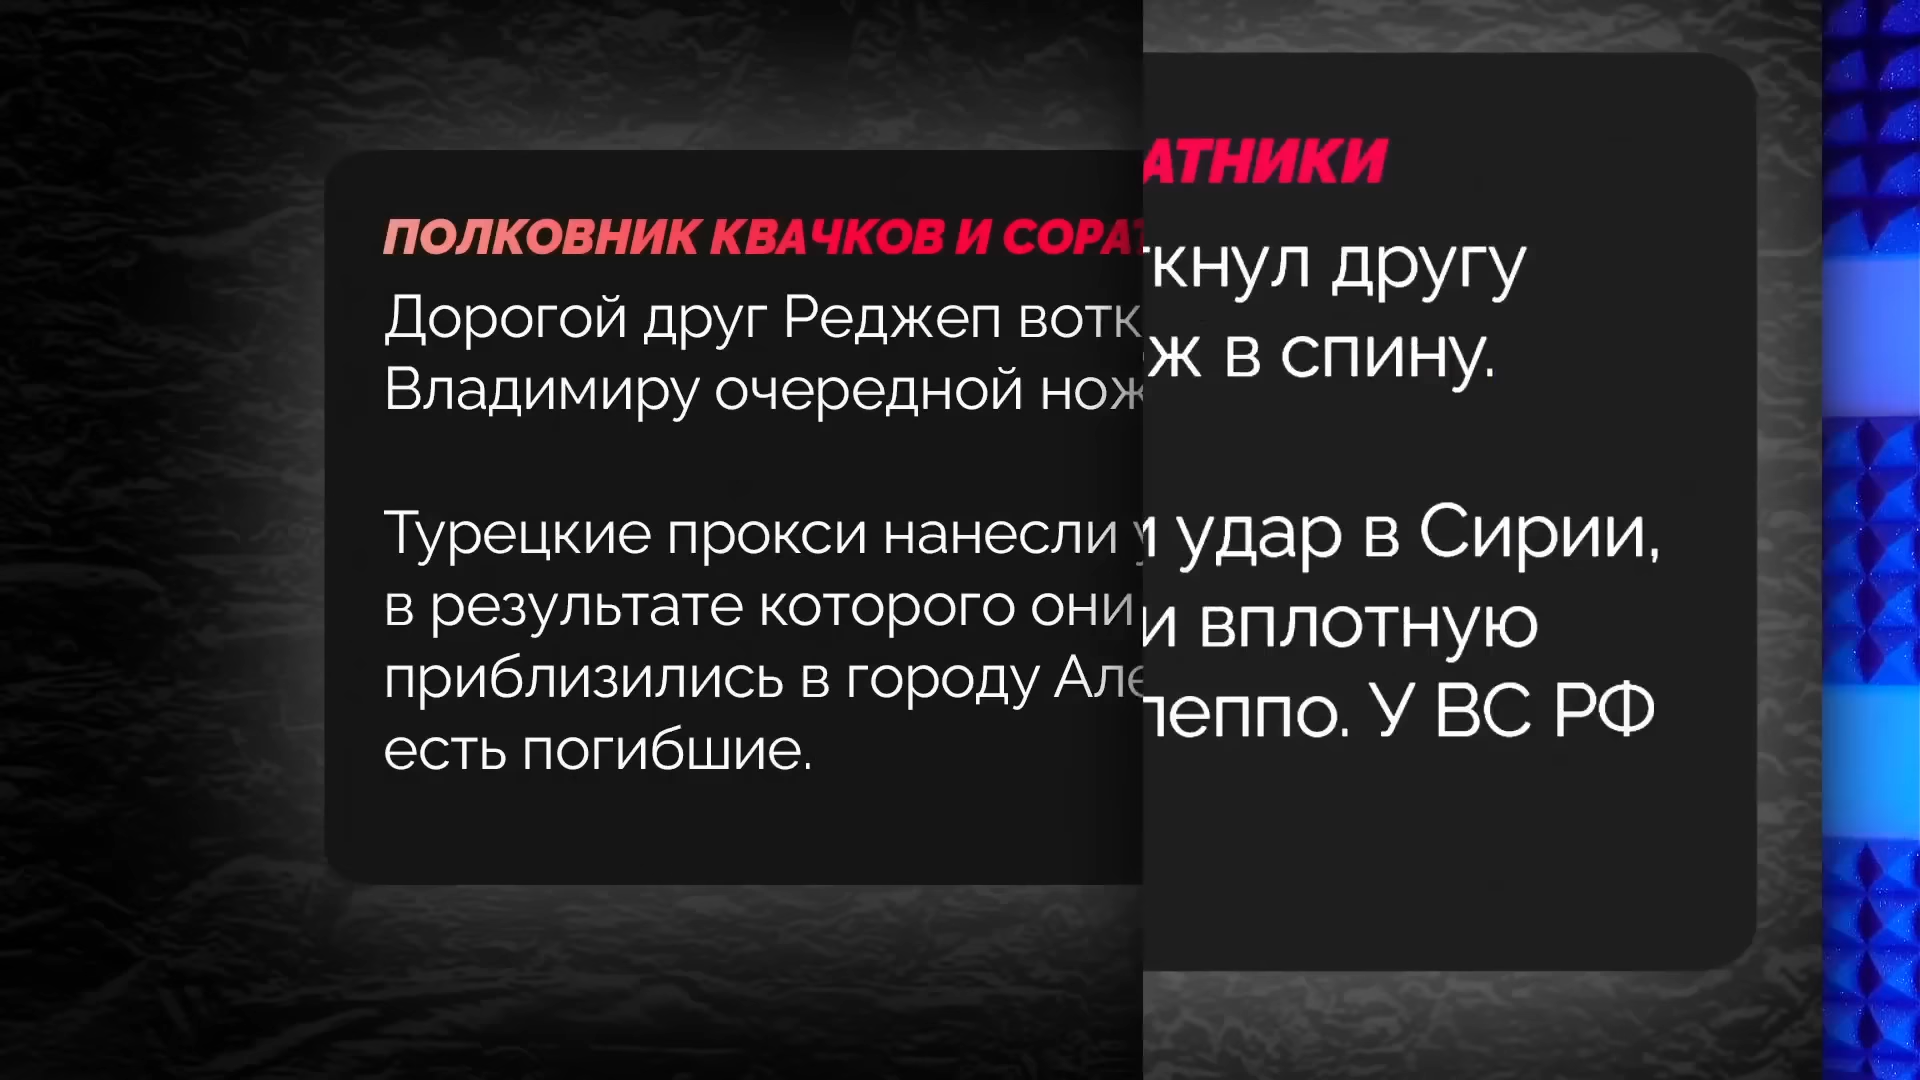 ПОЛКОВНИК КВАЧКОВ И СОРАТНИКИ
Дорогой друг Реджеп воткнул другу
Владимиру очередной нож в спину.
Турецкие прокси нанесли удар в Сирии,
в результате которого они вплотную
приблизились в городу Алеппо. У ВС РФ
есть погибшие.